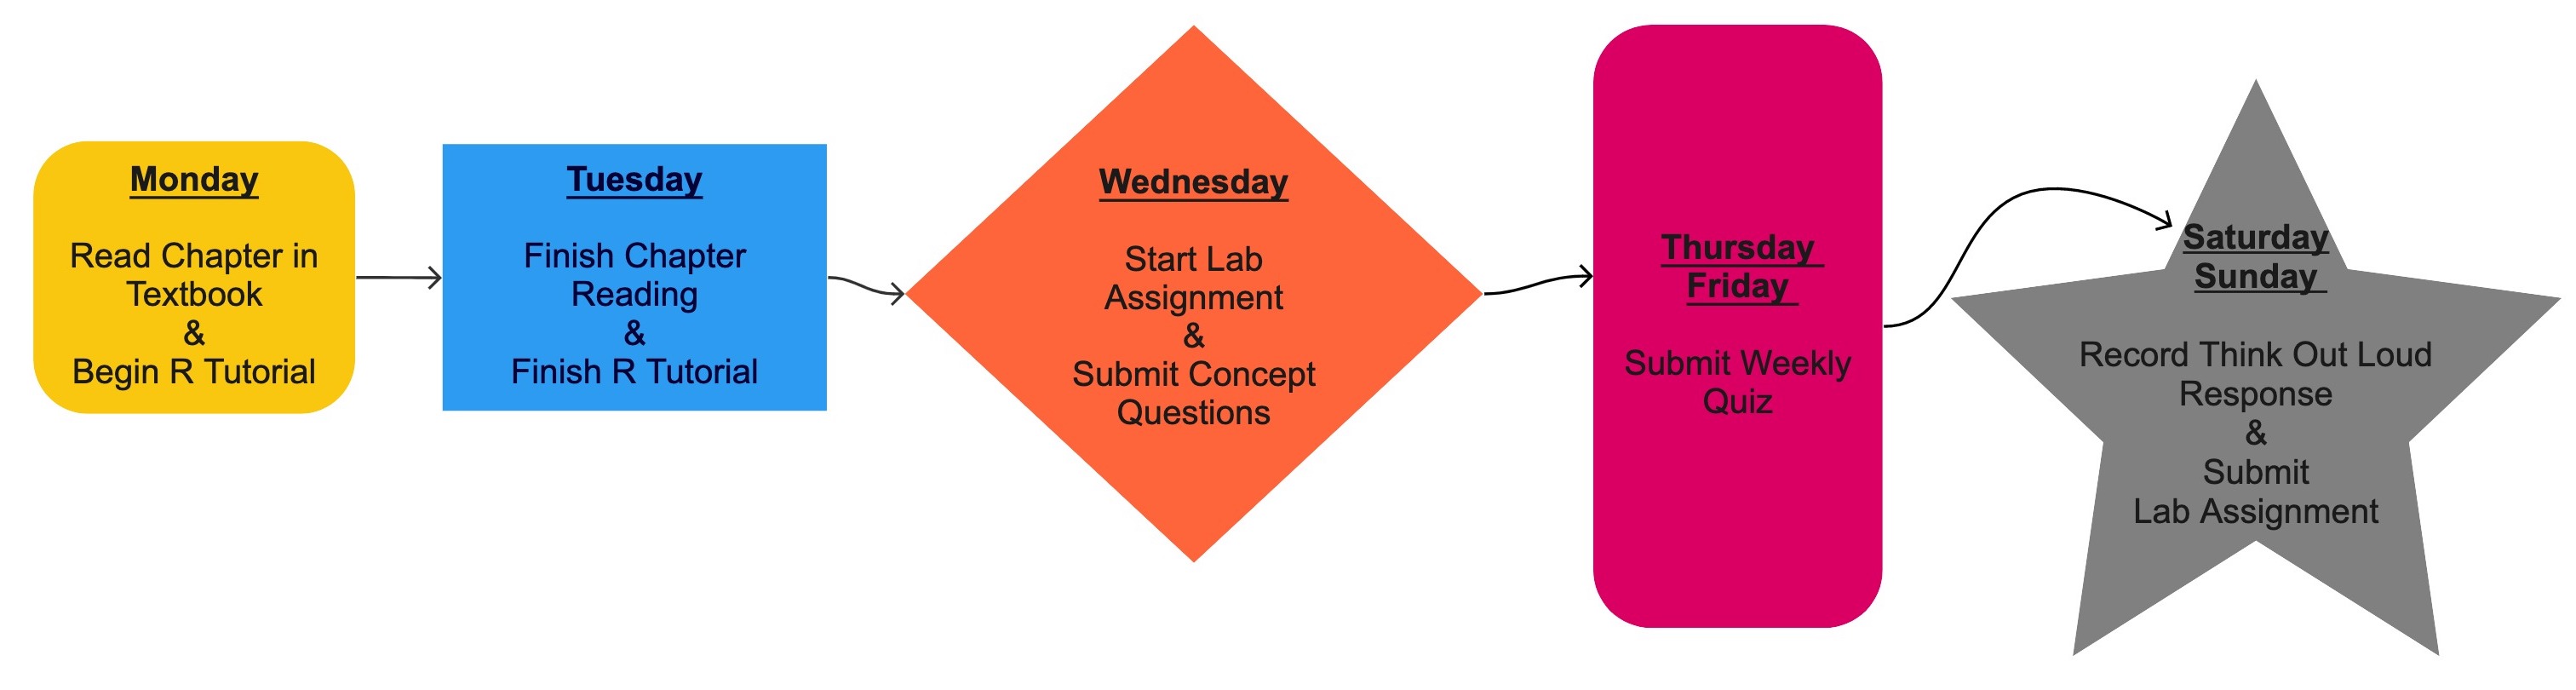 Monday
Read Chapter in
Textbook
&
Begin R Tutorial
Tuesday
Finish Chapter
Reading
&
Finish R Tutorial
Wednesday
Start Lab
Assignment
&
Submit Concept
Questions
Thursday
Friday
Submit Weekly
Quiz
Saturday
Sunday
Record Think Out Loud
Response
&
Submit
Lab Assignment